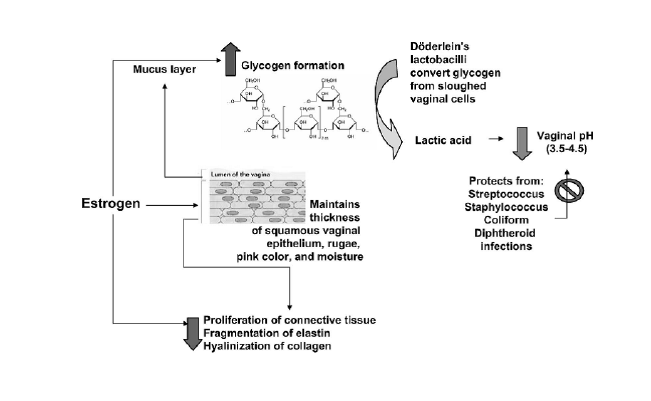 Mucus layer
Glycogen formation
Döderlein's
lactobacilli
convert glycogen
from sloughed
vaginal cells
Lactic acid
Vaginal pH
(3.5-4.5)
Protects from:
Streptococcus
Staphylococcus
Coliform
Diphtheroid
infections
Estrogen
Lumen of the vagina
Maintains
thickness
of squamous vaginal
epithelium, rugae,
pink color, and moisture
Proliferation of connective tissue
Fragmentation of elastin
Hyalinization of collagen